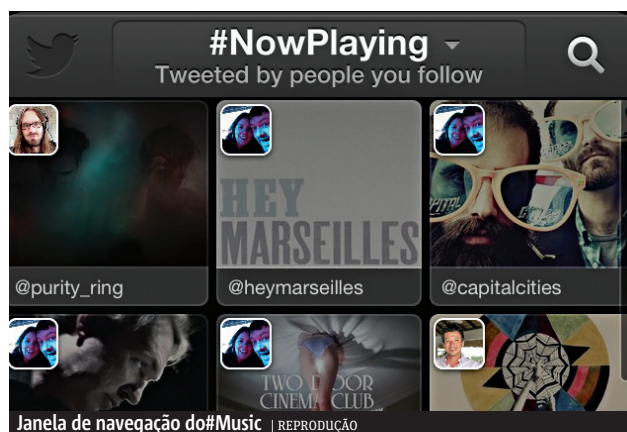 #NowPlaying
Tweeted by people you follow
HEY
MARSEILLES
CAPITAL
@purity_ring
@heymarseilles
@capitalcities
TWO DOOR
CINEMA CLUB
Janela de navegação do#Music | REPRODUÇÃO